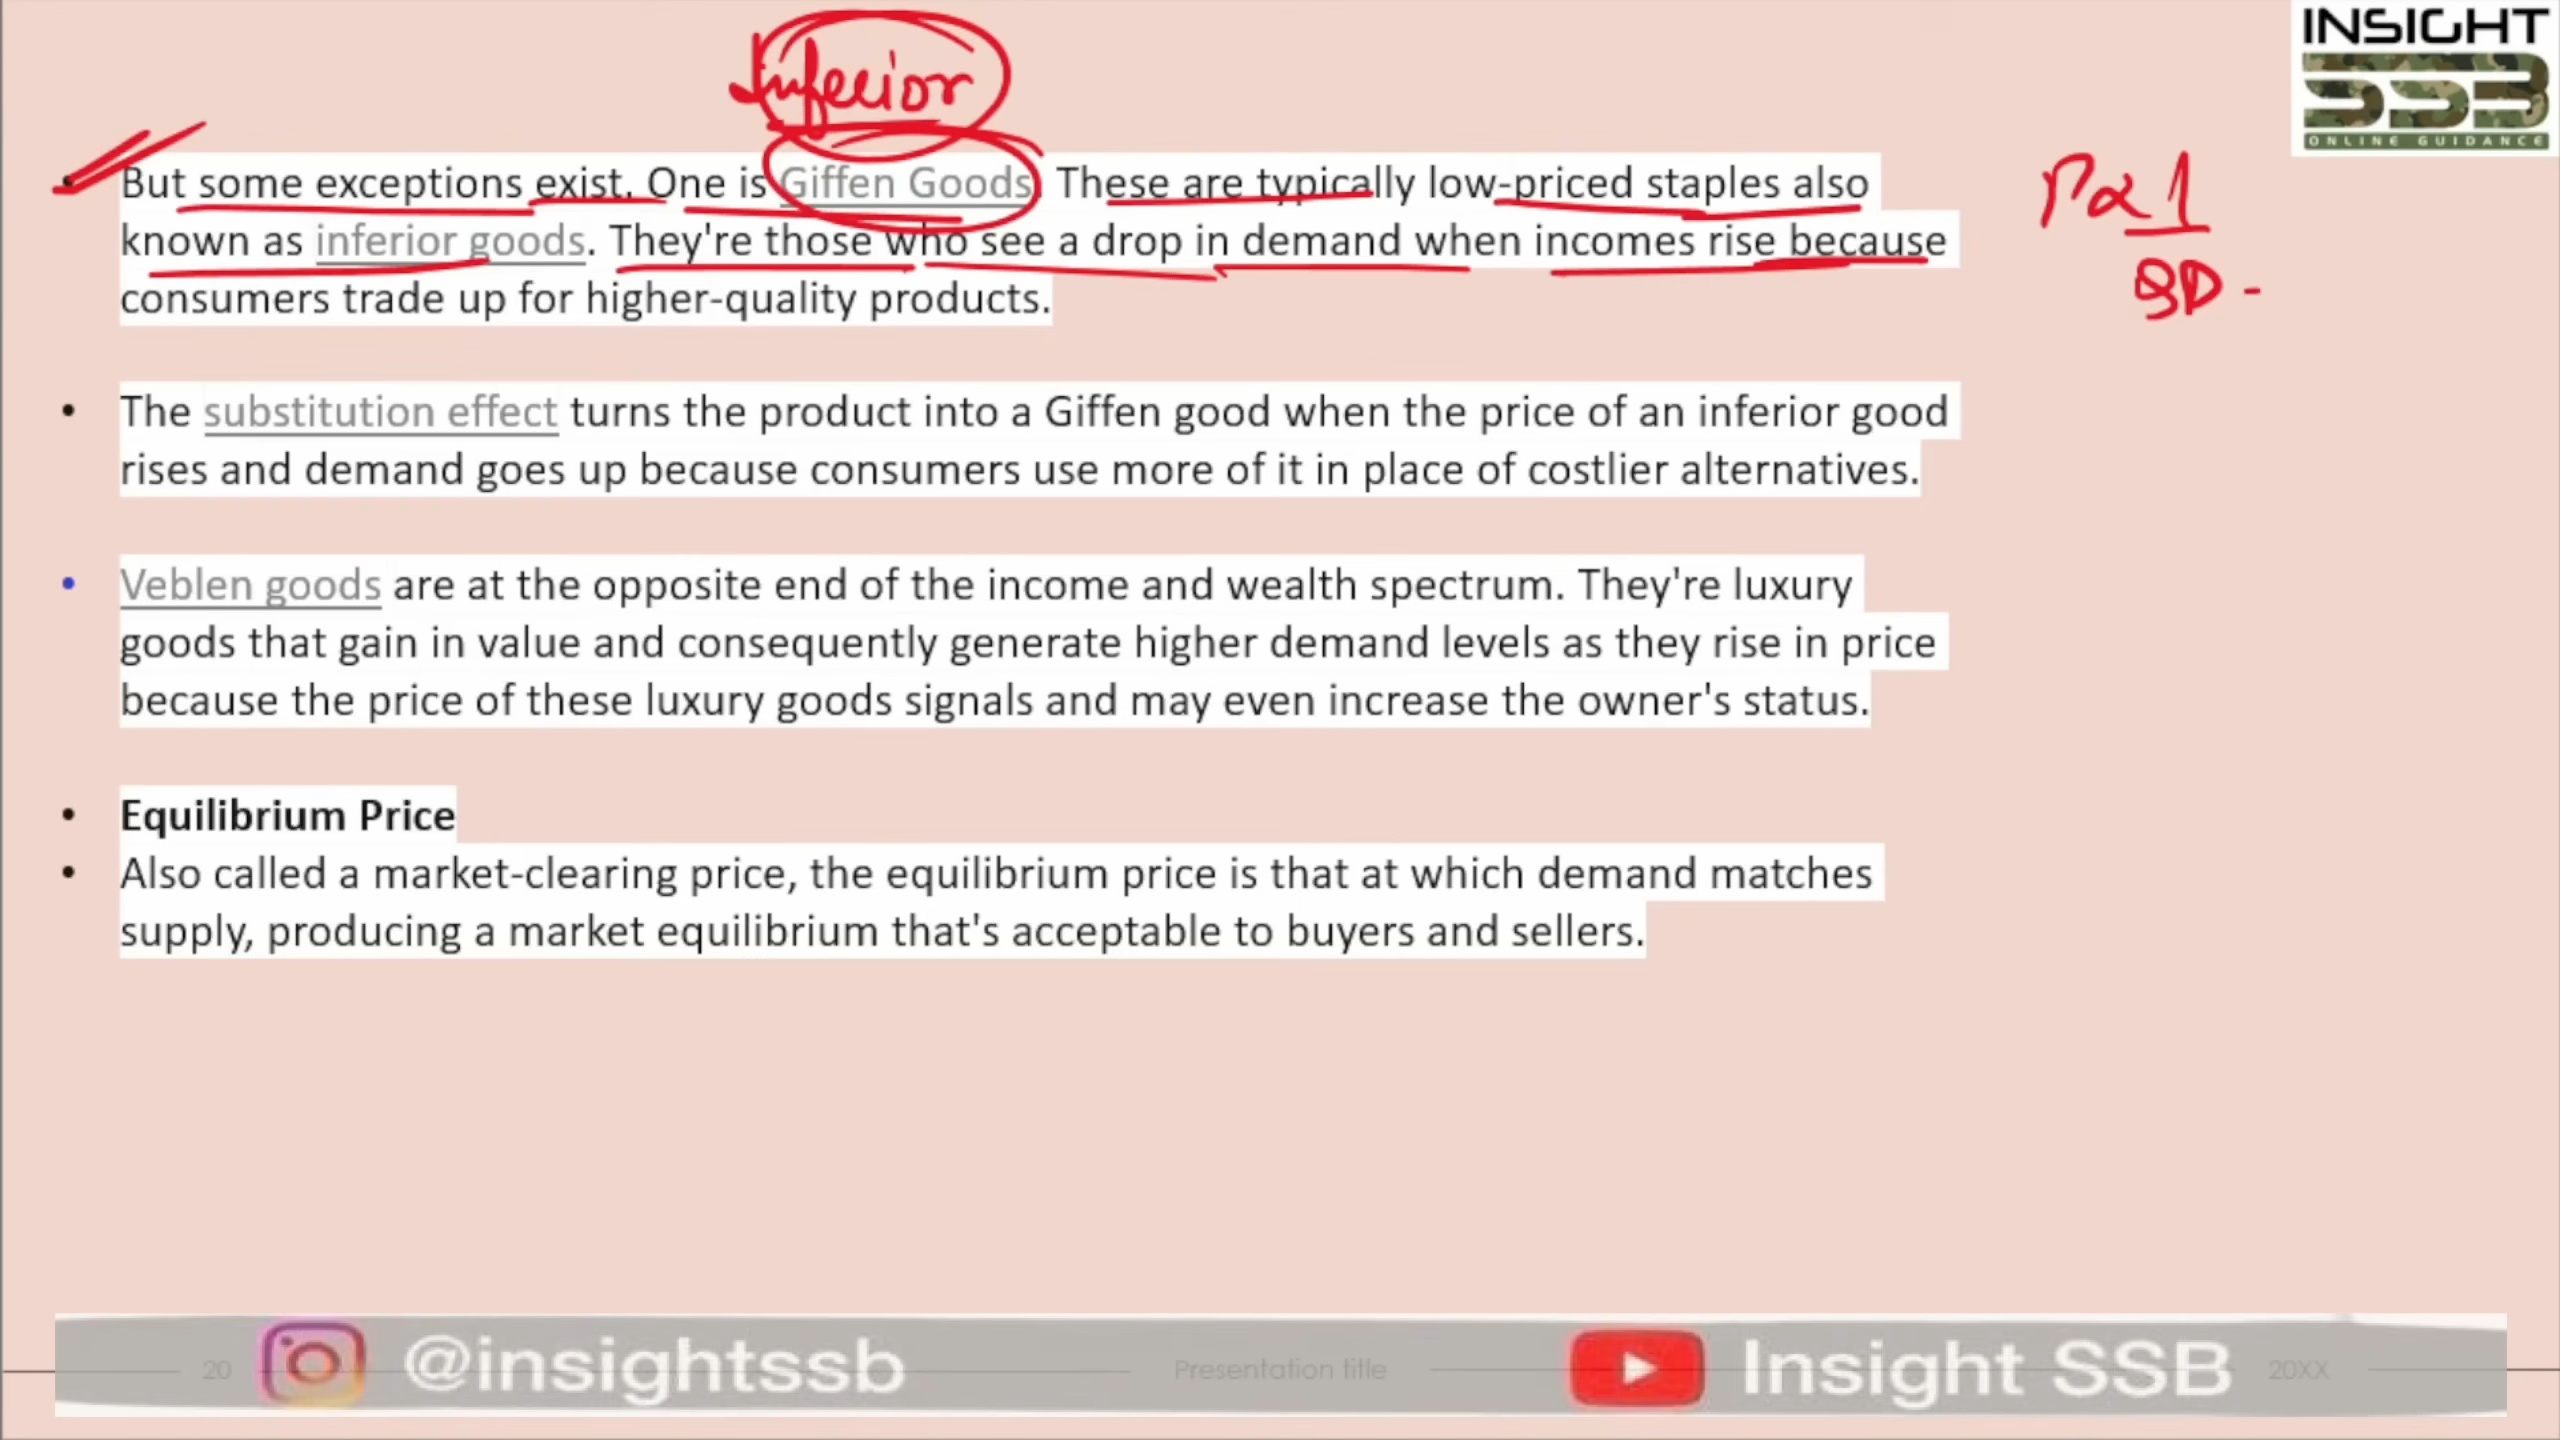 INSIGHT
SSB
ONLINE GUIDANCE
Inferior
• But some exceptions exist. One is Giffen Goods. These are typically low-priced staples also
known as inferior goods. They're those who see a drop in demand when incomes rise because
consumers trade up for higher-quality products.
P∝1
QD -
• The substitution effect turns the product into a Giffen good when the price of an inferior good
rises and demand goes up because consumers use more of it in place of costlier alternatives.
• Veblen goods are at the opposite end of the income and wealth spectrum. They're luxury
goods that gain in value and consequently generate higher demand levels as they rise in price
because the price of these luxury goods signals and may even increase the owner's status.
• Equilibrium Price
• Also called a market-clearing price, the equilibrium price is that at which demand matches
supply, producing a market equilibrium that's acceptable to buyers and sellers.
20 @insightssb Presentation title Insight SSB 20XX